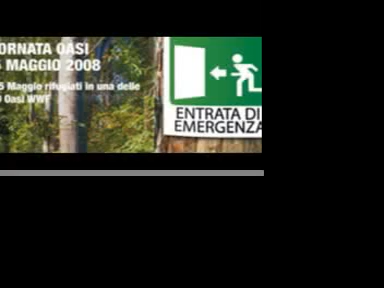 ORNATA OASI
MAGGIO 2008
5 Maggio rifugiati in una delle
Oasi WWF
ENTRATA DI
EMERGENZA